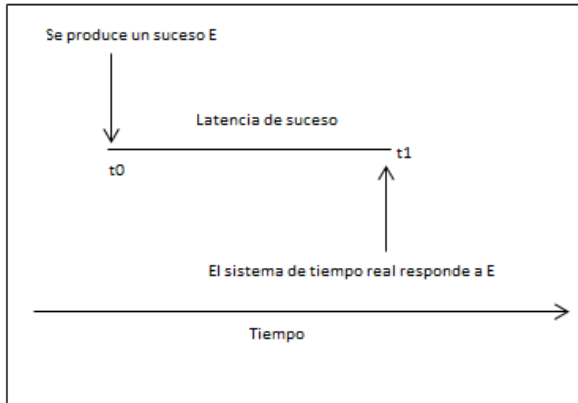 Se produce un suceso E
Latencia de suceso
t0
t1
El sistema de tiempo real responde a E
Tiempo